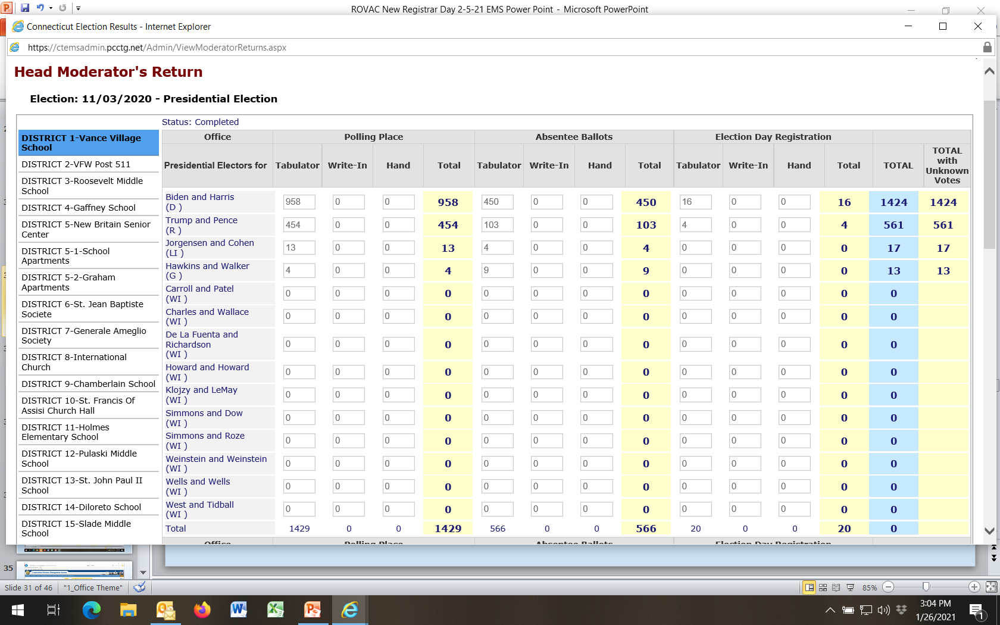 ROVAC New Registrar Day 2-5-21 EMS Power Point - Microsoft PowerPoint
Connecticut Election Results - Internet Explorer
https://ctemsadmin.pcctg.net/Admin/ViewModeratorReturns.aspx
Head Moderator's Return
Election: 11/03/2020 - Presidential Election
Status: Completed
DISTRICT 1-Vance Village
School
DISTRICT 2-VFW Post 511
DISTRICT 3-Roosevelt Middle
School
DISTRICT 4-Gaffney School
DISTRICT 5-New Britain Senior
Center
DISTRICT 5-1-School
Apartments
DISTRICT 5-2-Graham
Apartments
DISTRICT 6-St. Jean Baptiste
Societe
DISTRICT 7-Generale Ameglio
Society
DISTRICT 8-International
Church
DISTRICT 9-Chamberlain School
DISTRICT 10-St. Francis Of
Assisi Church Hall
DISTRICT 11-Holmes
Elementary School
DISTRICT 12-Pulaski Middle
School
DISTRICT 13-St. John Paul II
School
DISTRICT 14-Diloreto School
DISTRICT 15-Slade Middle
School
Office Polling Place Absentee Ballots Election Day Registration
Presidential Electors for Tabulator Write-In Hand Total Tabulator Write-In Hand Total Tabulator Write-In Hand Total TOTAL TOTAL
with
Unknown
Votes
Biden and Harris
(D ) 958 0 0 958 450 0 0 450 16 0 0 16 1424 1424
Trump and Pence
(R ) 454 0 0 454 103 0 0 103 4 0 0 4 561 561
Jorgensen and Cohen
(LI ) 13 0 0 13 4 0 0 4 0 0 0 0 17 17
Hawkins and Walker
(G ) 4 0 0 4 9 0 0 9 0 0 0 0 13 13
Carroll and Patel
(WI ) 0 0 0 0 0 0 0 0 0 0 0 0 0
Charles and Wallace
(WI ) 0 0 0 0 0 0 0 0 0 0 0 0 0
De La Fuenta and
Richardson
(WI ) 0 0 0 0 0 0 0 0 0 0 0 0 0
Howard and Howard
(WI ) 0 0 0 0 0 0 0 0 0 0 0 0 0
Klojzy and LeMay
(WI ) 0 0 0 0 0 0 0 0 0 0 0 0 0
Simmons and Dow
(WI ) 0 0 0 0 0 0 0 0 0 0 0 0 0
Simmons and Roze
(WI ) 0 0 0 0 0 0 0 0 0 0 0 0 0
Weinstein and Weinstein
(WI ) 0 0 0 0 0 0 0 0 0 0 0 0 0
Wells and Wells
(WI ) 0 0 0 0 0 0 0 0 0 0 0 0 0
West and Tidball
(WI ) 0 0 0 0 0 0 0 0 0 0 0 0 0
Total 1429 0 0 1429 566 0 0 566 20 0 0 20 0
Office Polling Place Absentee Ballots Election Day Registration
35
Slide 31 of 46 "1_Office Theme" 85%
3:04 PM
1/26/2021
1